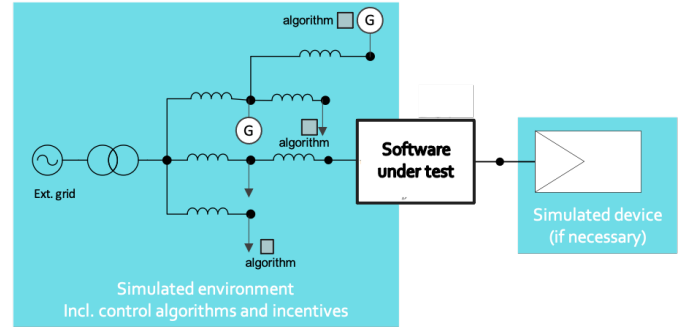 algorithm
G
G
algorithm
Software
under test
Ext. grid
algorithm
Simulated device
(if necessary)
Simulated environment
Incl. control algorithms and incentives